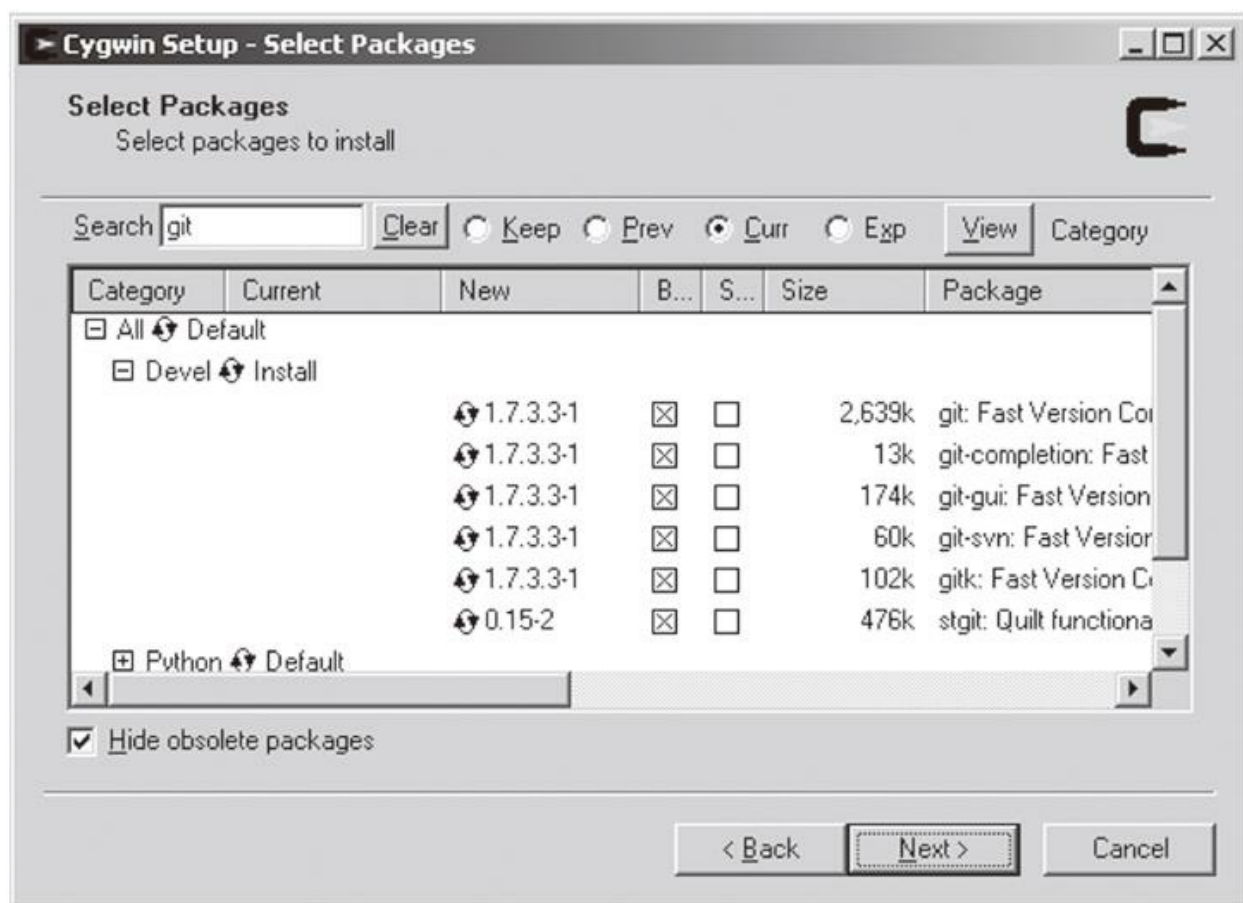 Cygwin Setup - Select Packages
Select Packages
Select packages to install
Search git Clear Keep Prev Curr Exp View Category
Category Current New B... S... Size Package
All Default
Devel Install
1.7.3.3-1 2,639k git: Fast Version Co
1.7.3.3-1 13k git-completion: Fast
1.7.3.3-1 174k git-gui: Fast Version
1.7.3.3-1 60k git-svn: Fast Version
1.7.3.3-1 102k gitk: Fast Version C
0.15-2 476k stgit: Quilt functiona
Python Default
Hide obsolete packages
< Back Next > Cancel